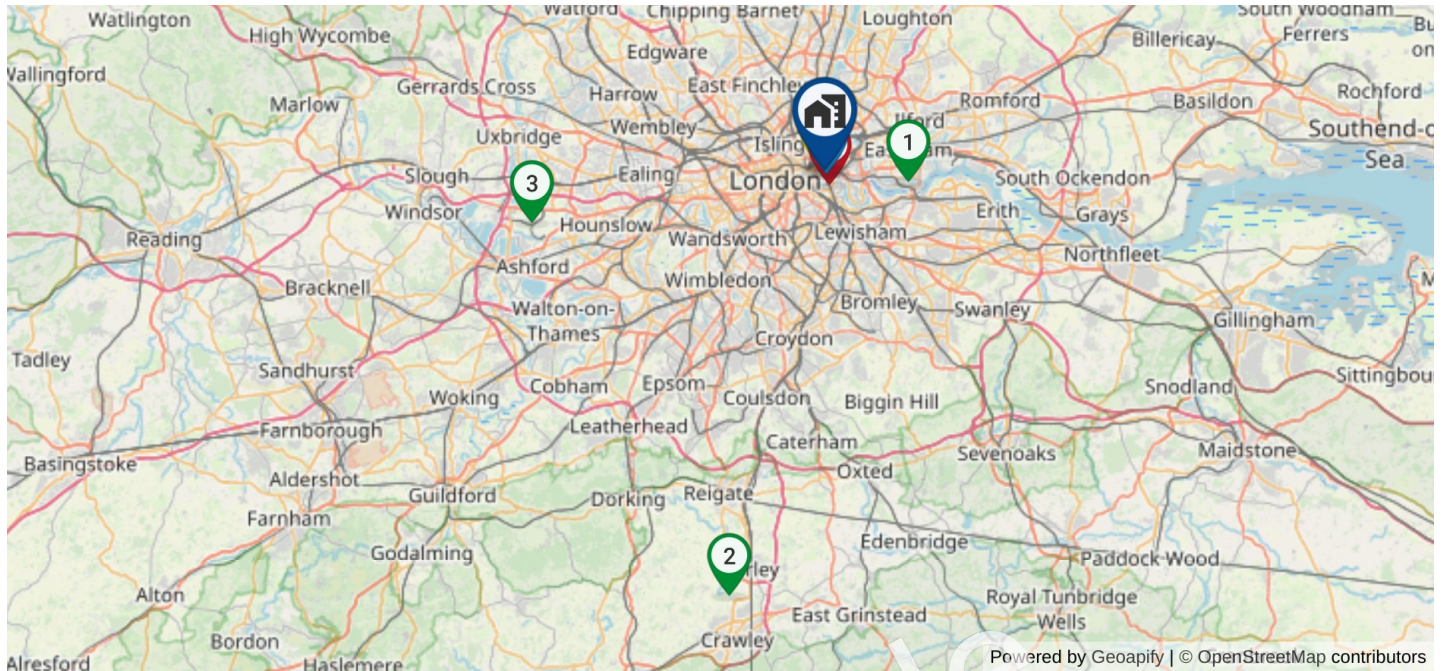 Watlington
Watford
Chipping Barnet
Loughton
South Woodham
Ferrers
High Wycombe
Edgware
Billericay
Wallingford
Gerrards Cross
East Finchley
Harrow
Romford
Basildon
Rochford
Marlow
Uxbridge
Wembley
Isling
Ilford
Southend-o
Sea
1
Slough
3
Ealing
London
South Ockendon
Windsor
Hounslow
Erith
Grays
Reading
Wandsworth
Lewisham
Northfleet
Ashford
Wimbledon
Bracknell
Bromley
Swanley
Walton-on-
Thames
Gillingham
Croydon
Tadley
Sandhurst
Cobham
Epsom
Snodland
Sittingbou
Woking
Coulsdon
Biggin Hill
Farnborough
Leatherhead
Caterham
Sevenoaks
Maidstone
Basingstoke
Oxted
Aldershot
Guildford
Dorking
Reigate
Farnham
Godalming
Edenbridge
Paddock Wood
2
rley
Alton
East Grinstead
Royal Tunbridge
Wells
Bordon
Crawley
Alresford
Haslemere
Powered by Geoapify | © OpenStreetMap contributors